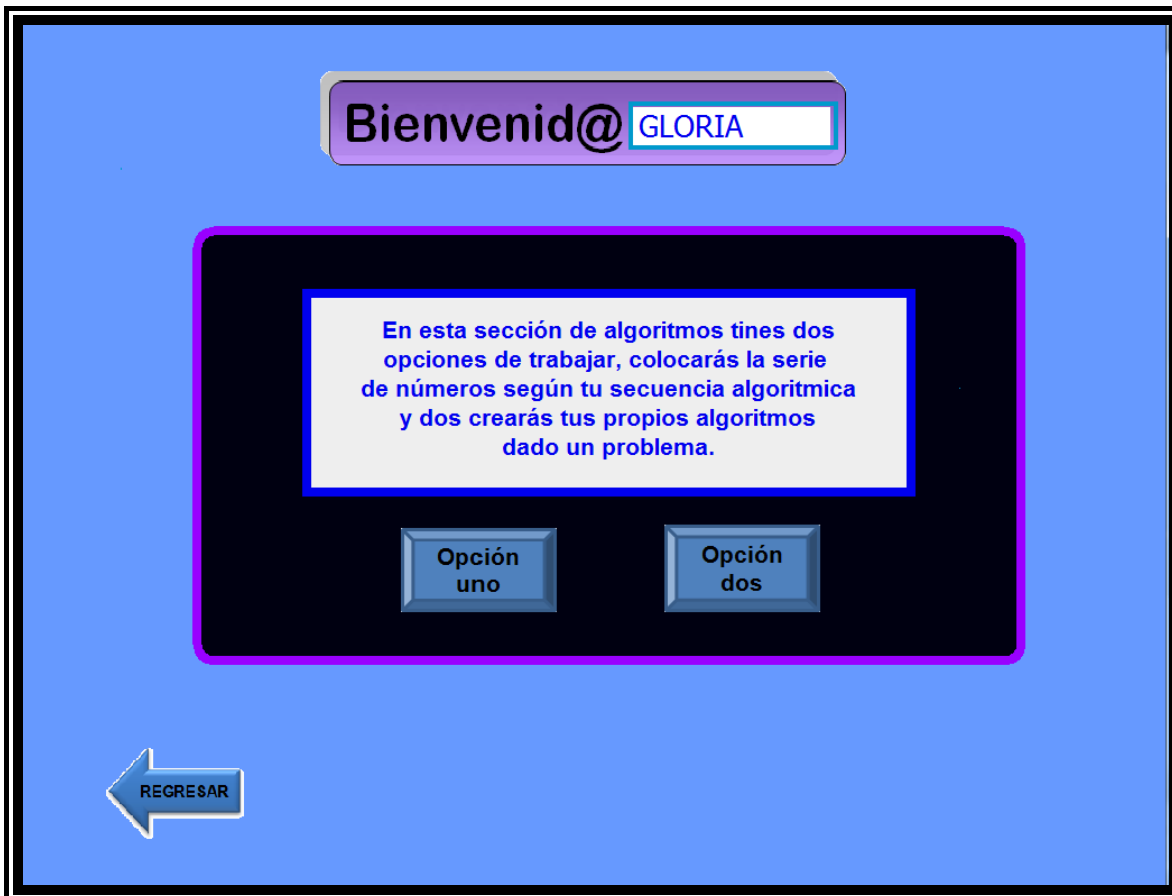 Bienvenid@ GLORIA
En esta sección de algoritmos tines dos
opciones de trabajar, colocarás la serie
de números según tu secuencia algoritmica
y dos crearás tus propios algoritmos
dado un problema.
Opción
uno
Opción
dos
REGRESAR